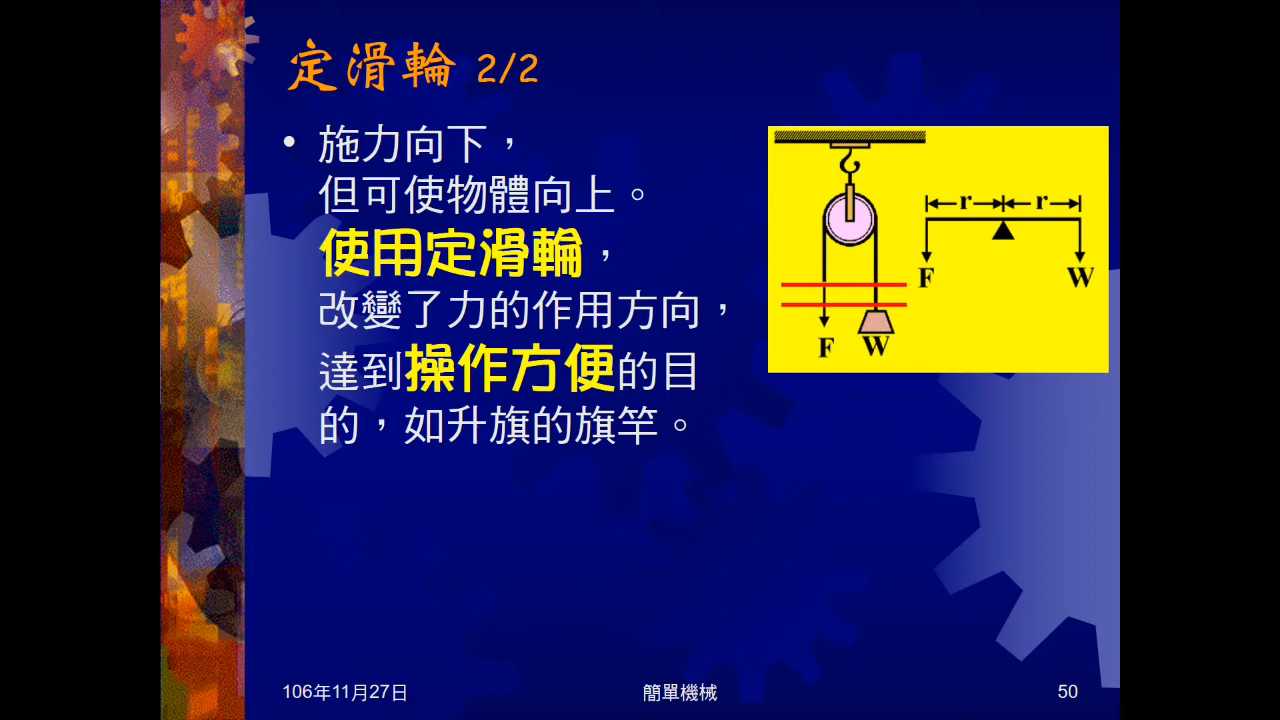 定滑輪 2/2
• 施力向下，
但可使物體向上。
使用定滑輪，
改變了力的作用方向，
達到操作方便的目
的，如升旗的旗竿。
r r
F W
F W
106年11月27日 簡單機械 50